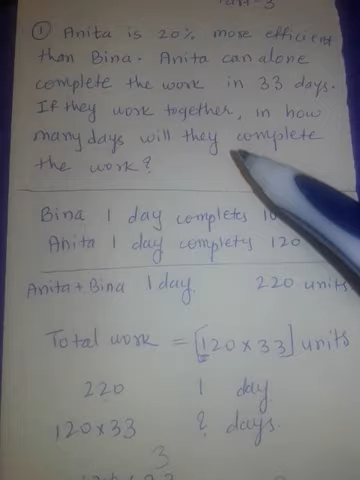 ① Anita is 20% more efficient
than Bina. Anita can alone
complete the work in 33 days.
If they work together, in how
many days will they complete
the work?
Bina 1 day completes
Anita 1 day completes 120
Anita + Bina 1 day. 220 units
Total work = [120 x 33] units
220 1 day
120 x 33 ? days.
3